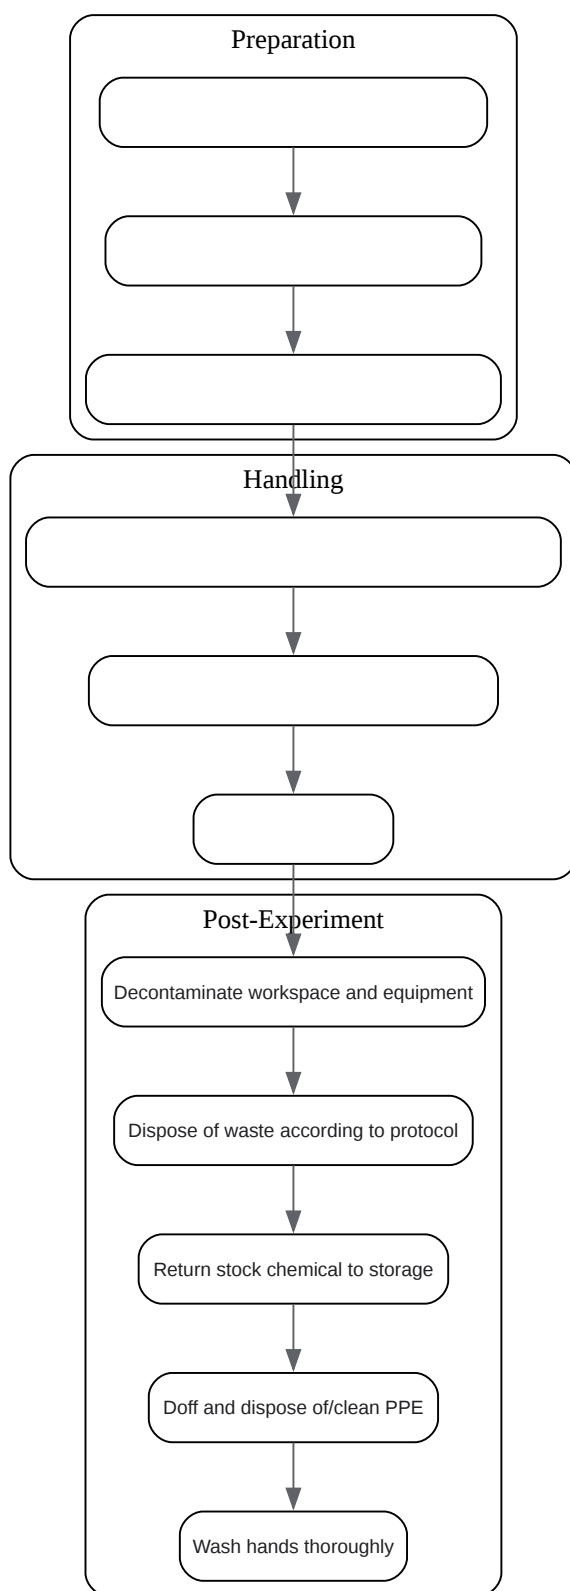 Preparation
Handling
Post-Experiment
Decontaminate workspace and equipment
Dispose of waste according to protocol
Return stock chemical to storage
Doff and dispose of/clean PPE
Wash hands thoroughly